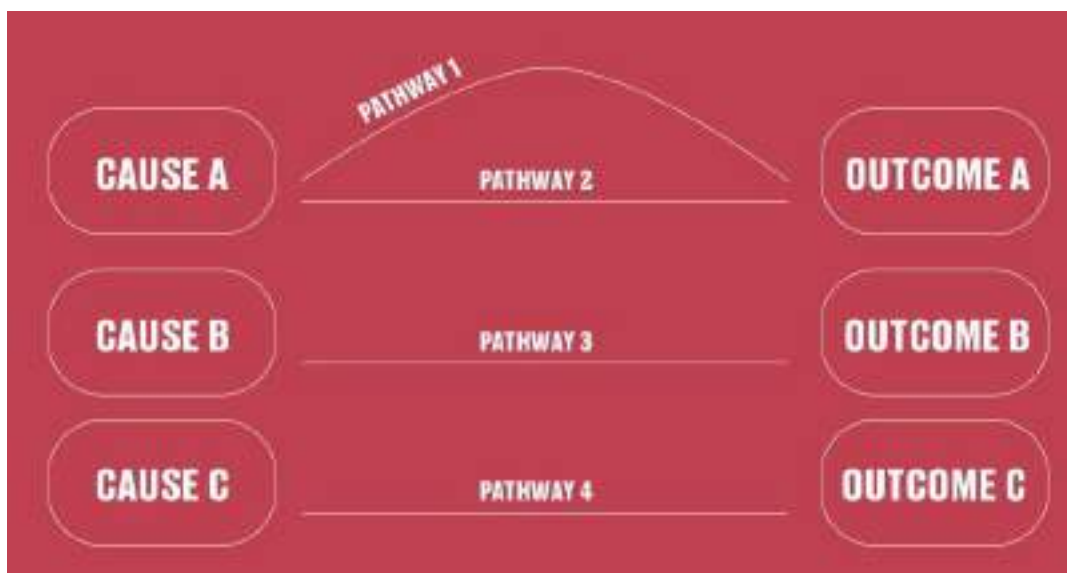 PATHWAY 1
CAUSE A
PATHWAY 2
OUTCOME A
CAUSE B
PATHWAY 3
OUTCOME B
CAUSE C
PATHWAY 4
OUTCOME C